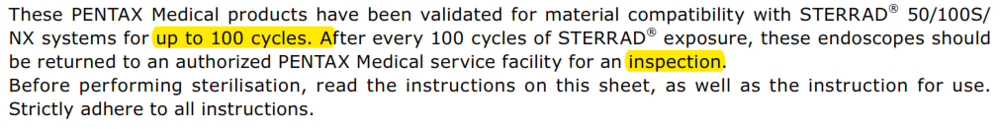 These PENTAX Medical products have been validated for material compatibility with STERRAD® 50/100S/
NX systems for up to 100 cycles. After every 100 cycles of STERRAD® exposure, these endoscopes should
be returned to an authorized PENTAX Medical service facility for an inspection.
Before performing sterilisation, read the instructions on this sheet, as well as the instruction for use.
Strictly adhere to all instructions.